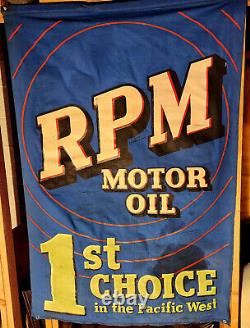 RPM
MOTOR
OIL
1st
CHOICE
in the Pacific West